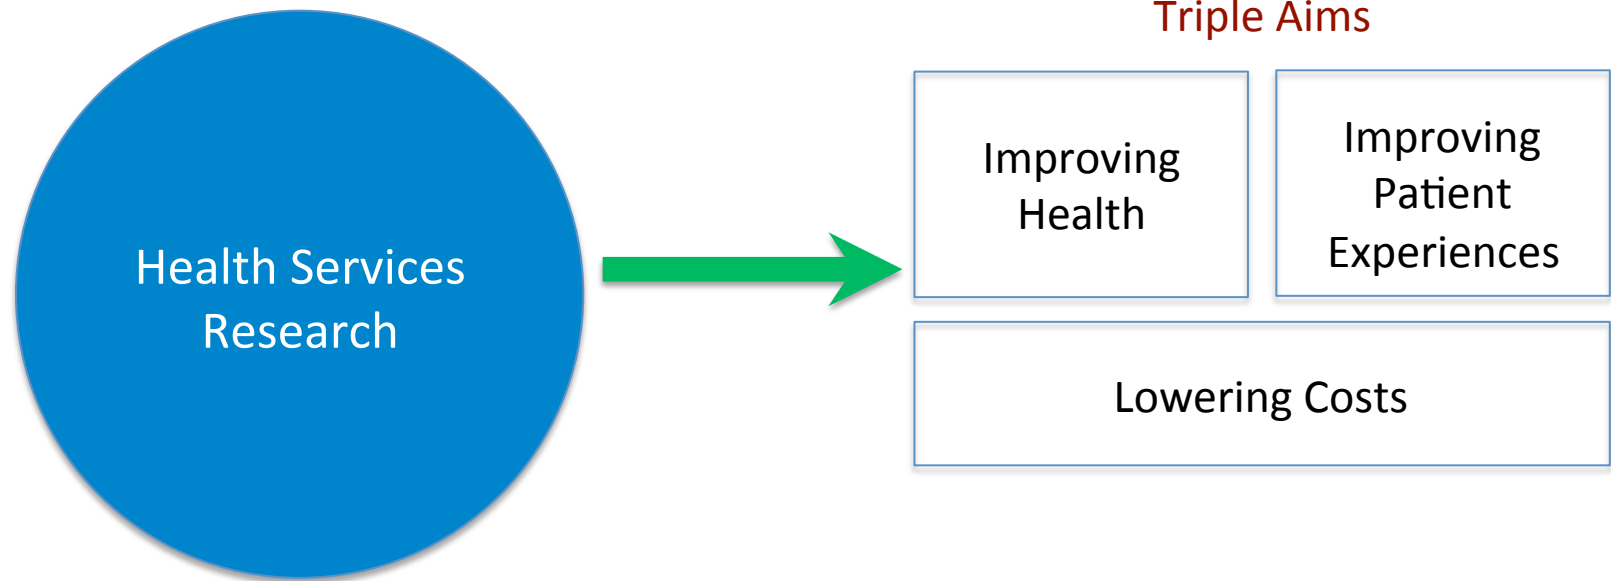 Triple Aims
Health Services
Research
Improving
Health
Improving
Patient
Experiences
Lowering Costs